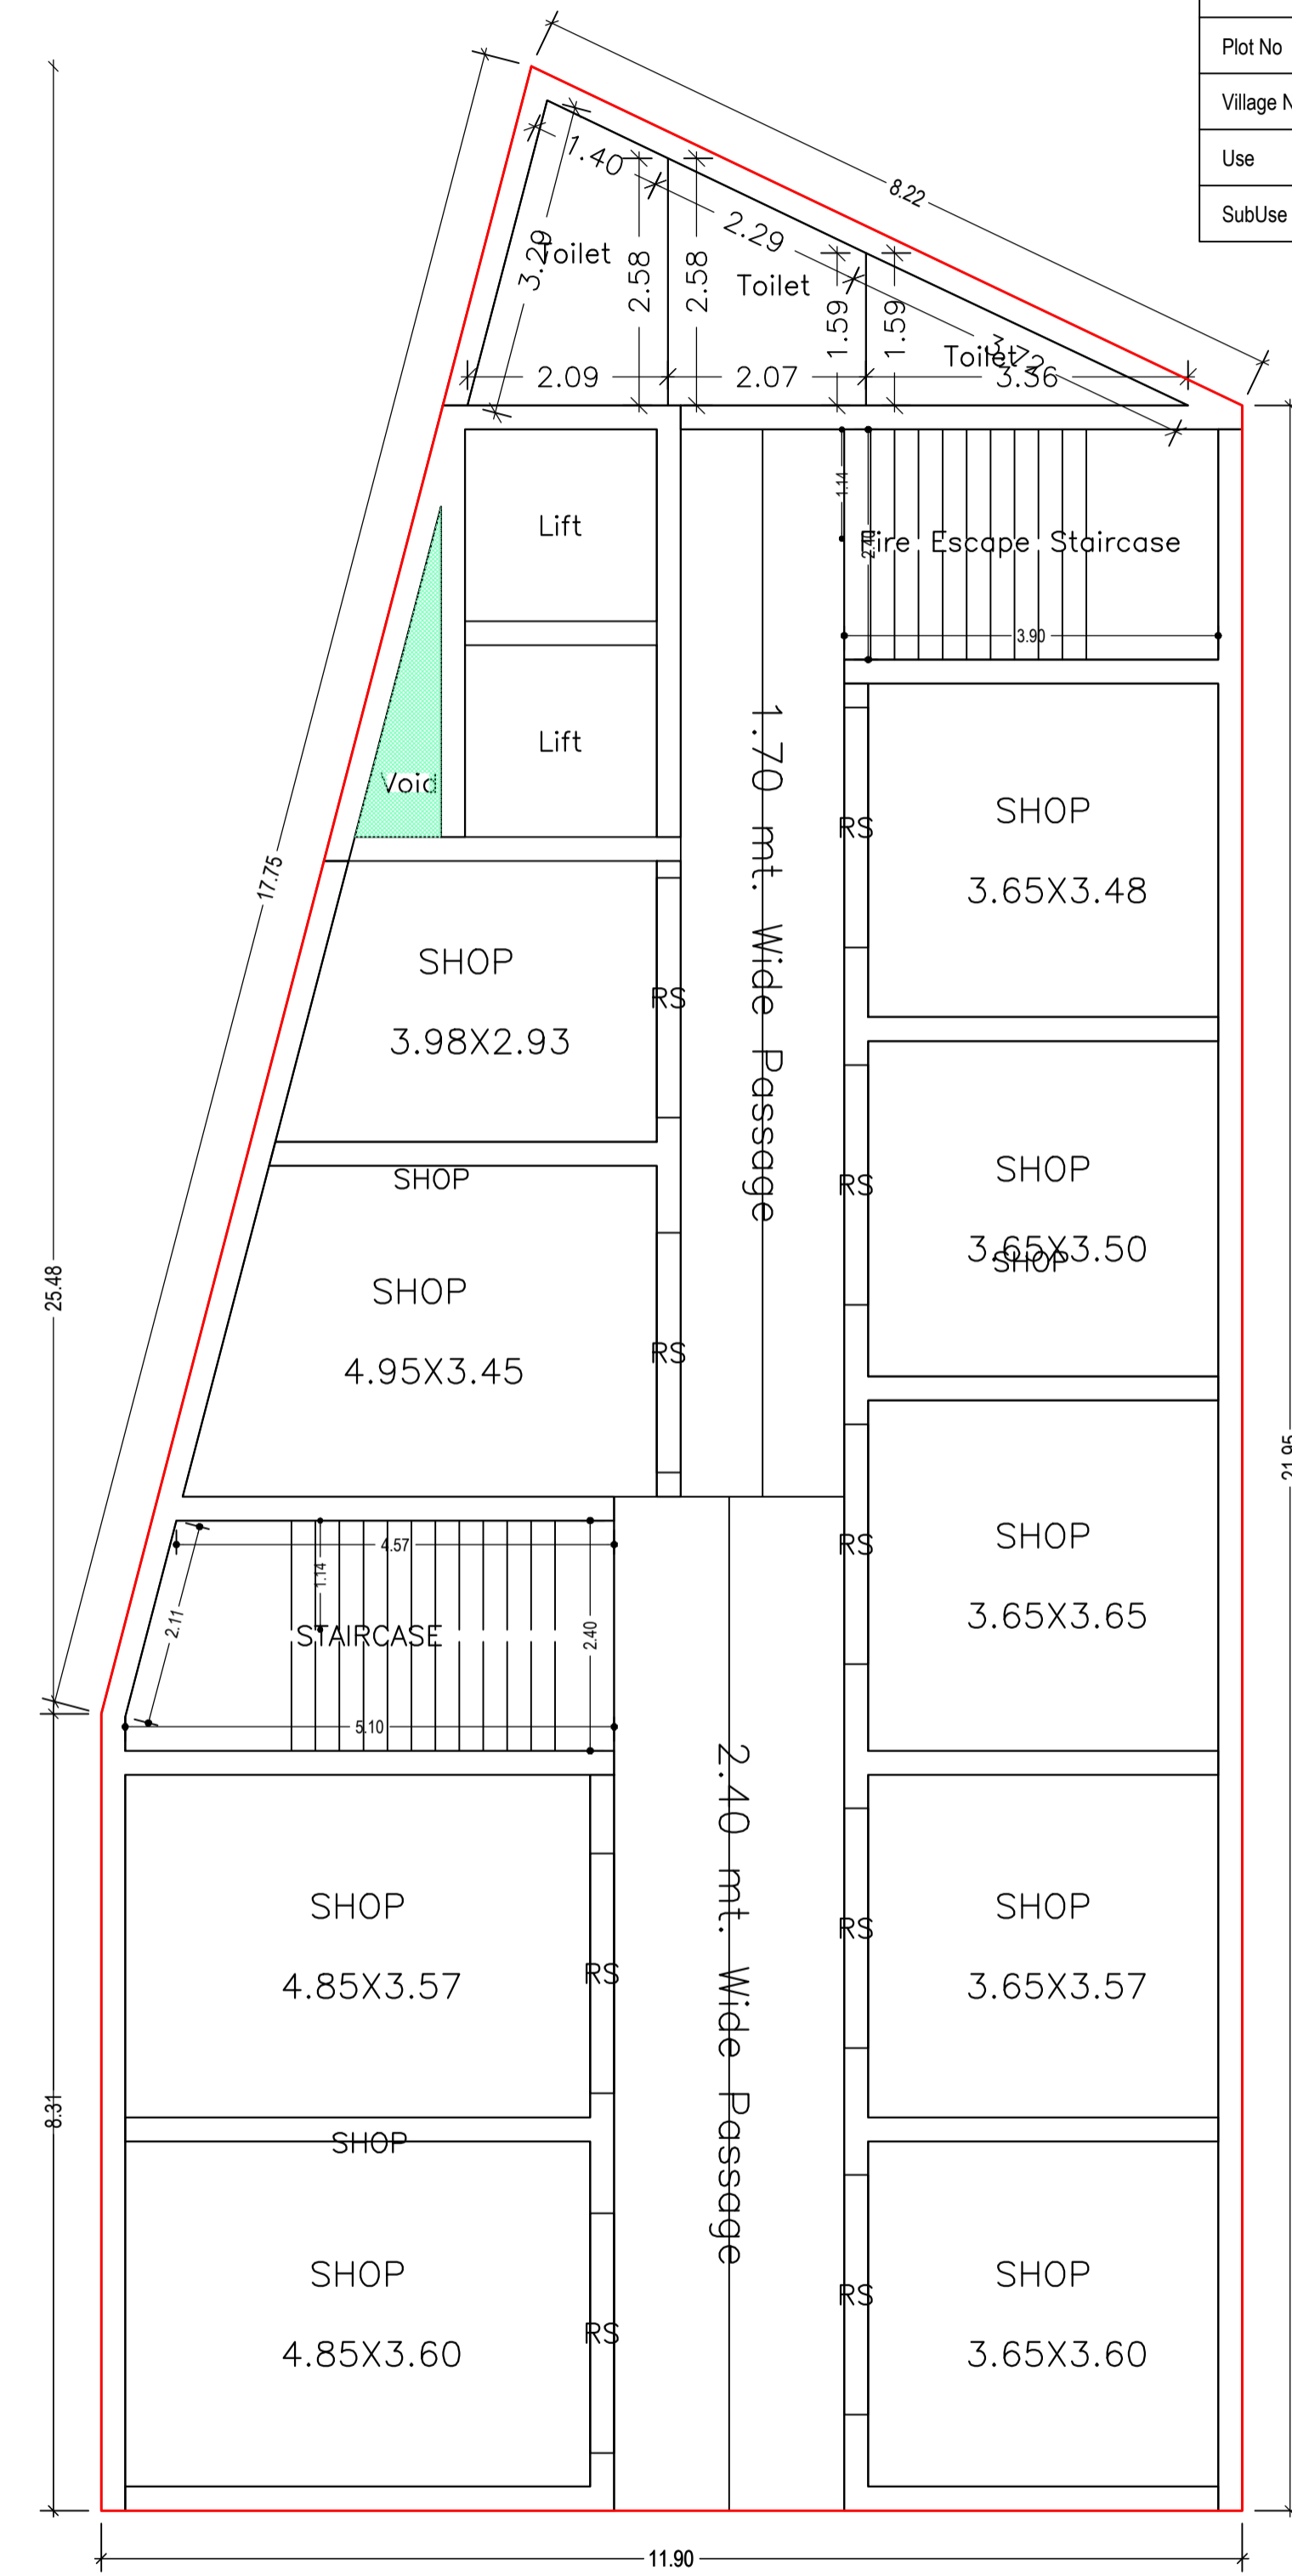 Plot No
Village N
Use
SubUse
8.22
1.40
2.29
3.72
3.29
Toilet
2.58
2.58
Toilet
1.59
1.59
Toilet
2.09
2.07
3.36
Lift
1.14
2.40
Fire Escape Staircase
3.90
Lift
Void
1.70 mt. Wide Passage
17.75
SHOP
3.65X3.48
RS
SHOP
3.98X2.93
RS
SHOP
3.65X3.50
SHOP
RS
SHOP
SHOP
4.95X3.45
RS
25.48
21.95
SHOP
3.65X3.65
RS
4.57
1.14
2.11
STAIRCASE
2.40
5.10
2.40 mt. Wide Passage
SHOP
4.85X3.57
RS
SHOP
3.65X3.57
RS
8.31
SHOP
SHOP
4.85X3.60
RS
SHOP
3.65X3.60
RS
11.90